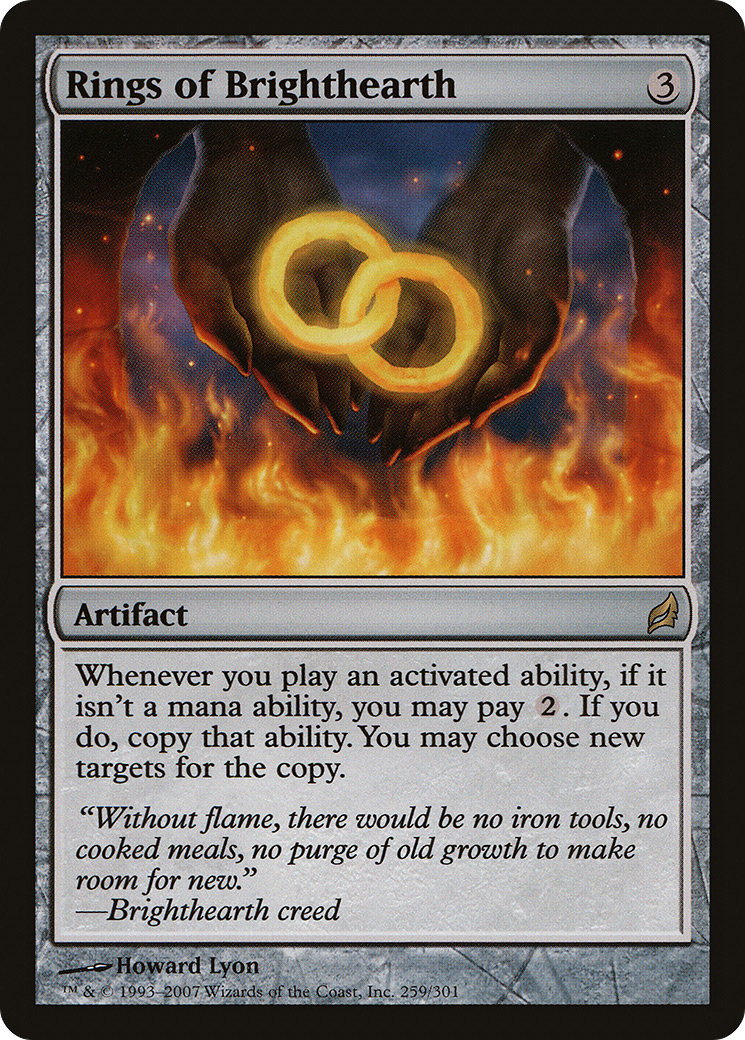 Rings of Brighthearth 3
Artifact
Whenever you play an activated ability, if it
isn't a mana ability, you may pay 2. If you
do, copy that ability. You may choose new
targets for the copy.
“Without flame, there would be no iron tools, no
cooked meals, no purge of old growth to make
room for new.”
—Brighthearth creed
Howard Lyon
™ & © 1993–2007 Wizards of the Coast, Inc. 259/301